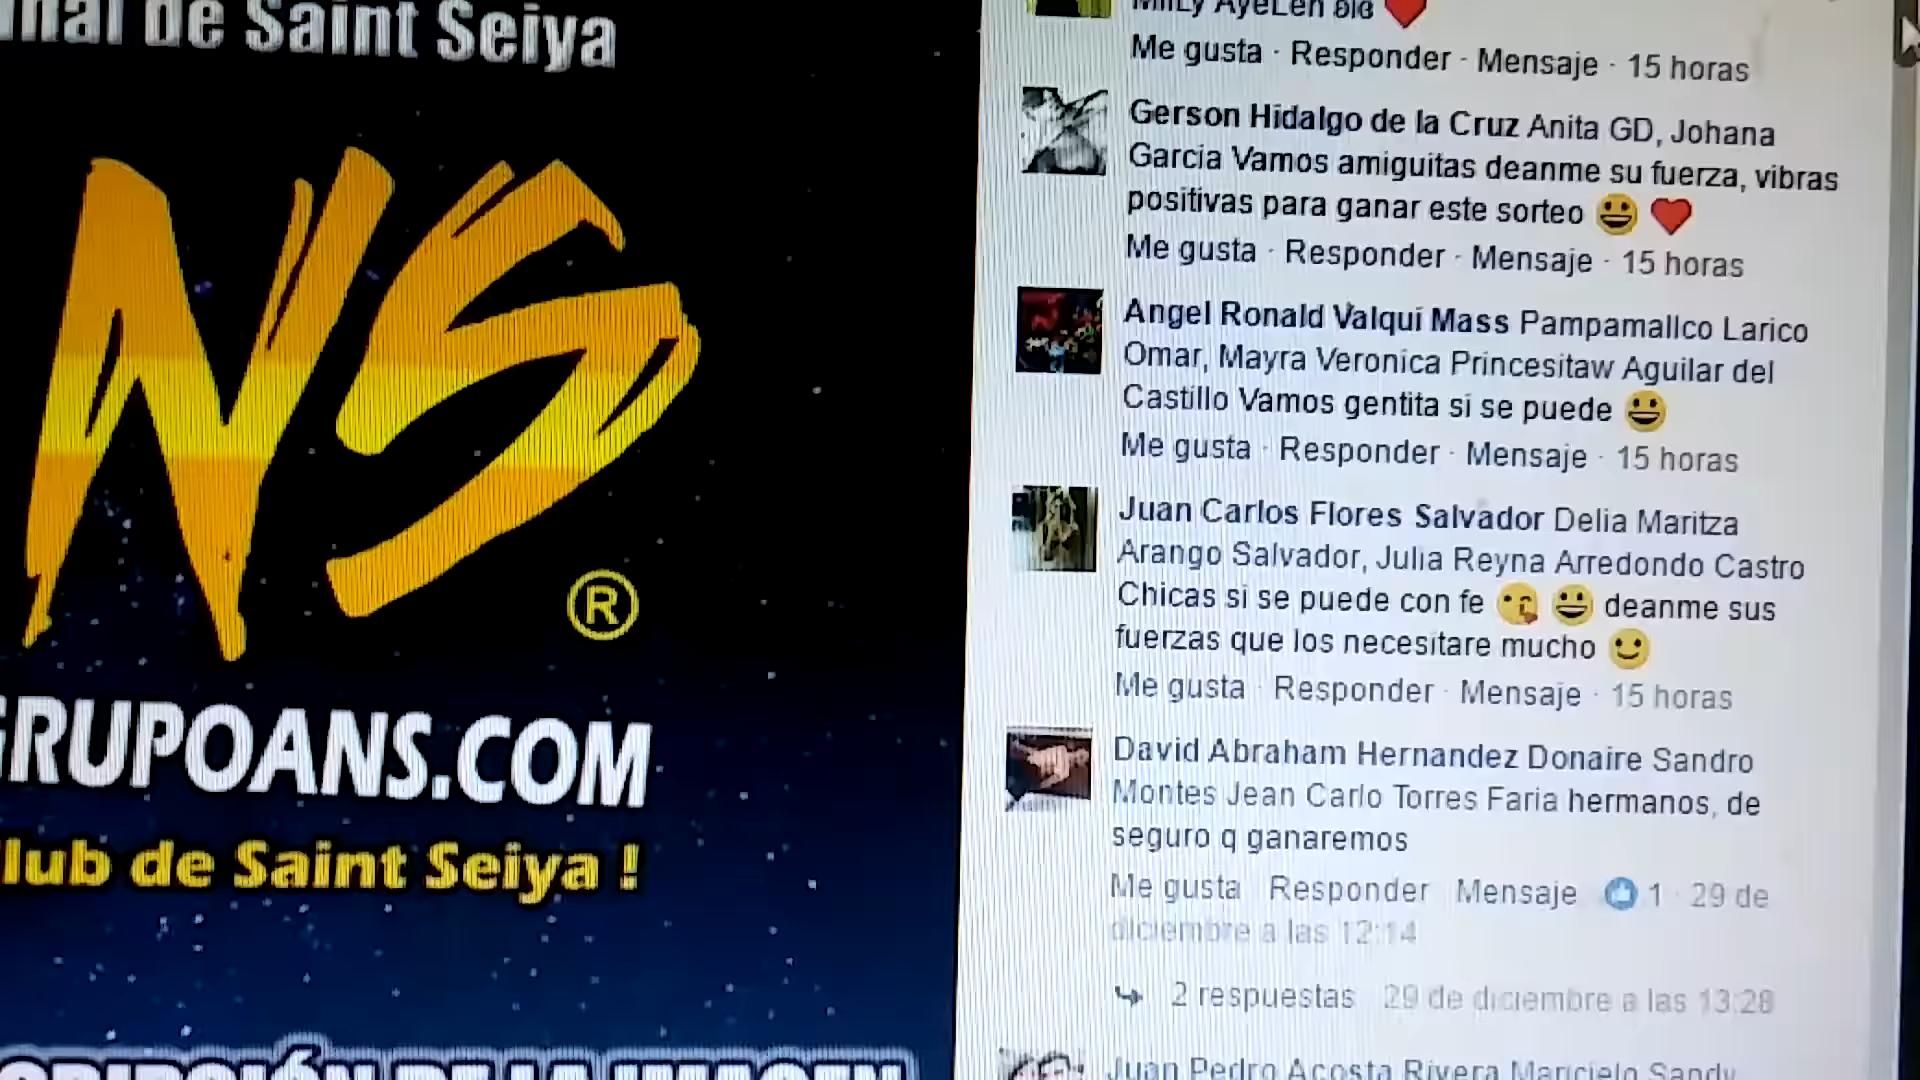 de Saint Seiya
NS
®
GRUPOANS.COM
lub de Saint Seiya !
Me gusta · Responder · Mensaje · 15 horas
Gerson Hidalgo de la Cruz Anita GD, Johana
Garcia Vamos amiguitas deanme su fuerza, vibras
positivas para ganar este sorteo 😃 ❤
Me gusta · Responder · Mensaje · 15 horas
Angel Ronald Valqui Mass Pampamallco Larico
Omar, Mayra Veronica Princesitaw Aguilar del
Castillo Vamos gentita si se puede 😃
Me gusta · Responder · Mensaje · 15 horas
Juan Carlos Flores Salvador Delia Maritza
Arango Salvador, Julia Reyna Arredondo Castro
Chicas si se puede con fe 😘 😃 deanme sus
fuerzas que los necesitare mucho 🙂
Me gusta · Responder · Mensaje · 15 horas
David Abraham Hernandez Donaire Sandro
Montes Jean Carlo Torres Faria hermanos, de
seguro q ganaremos
Me gusta Responder Mensaje 1 · 29 de
diciembre a las 12:14
2 respuestas 29 de diciembre a las 13:28
Juan Pedro Acosta Rivera Maricielo Sandy